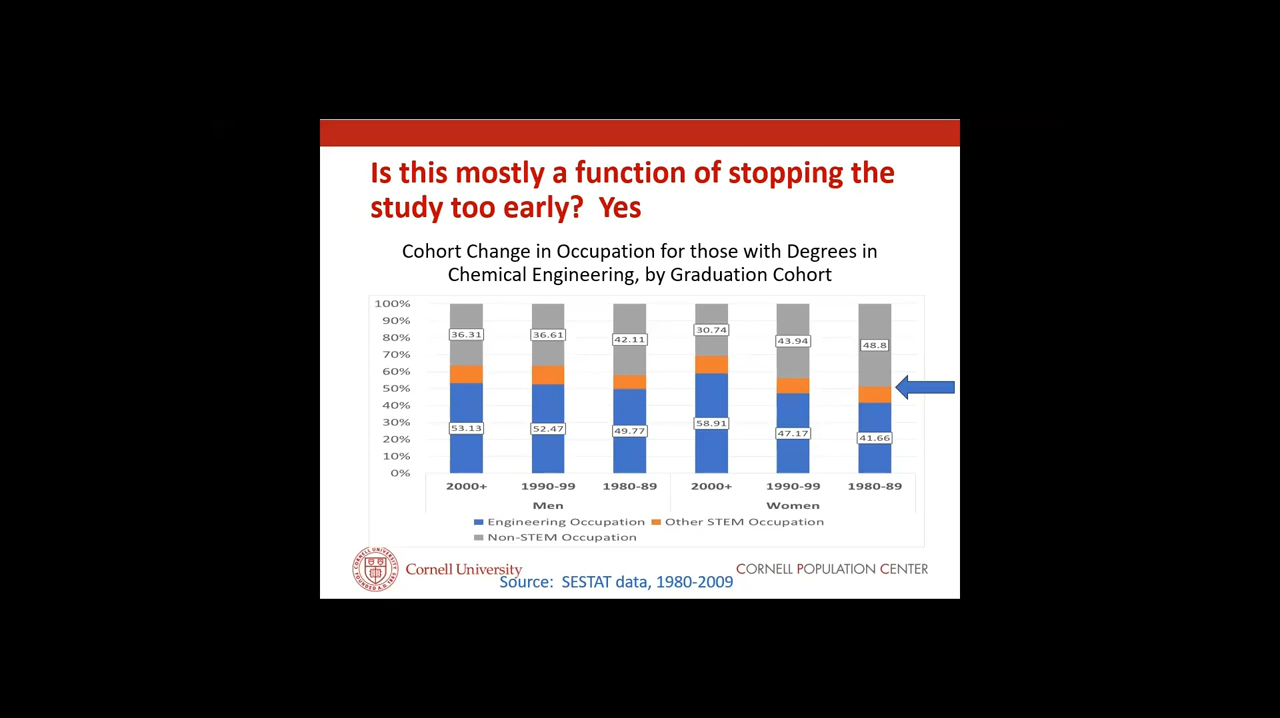 Is this mostly a function of stopping the
study too early? Yes
Cohort Change in Occupation for those with Degrees in
Chemical Engineering, by Graduation Cohort
100%
90%
80%
70%
60%
50%
40%
30%
20%
10%
0%
36.31
36.61
42.11
30.74
43.94
48.8
53.13
52.47
49.77
58.91
47.17
41.66
2000+ 1990-99 1980-89 2000+ 1990-99 1980-89
Men Women
Engineering Occupation Other STEM Occupation
Non-STEM Occupation
Cornell University
CORNELL POPULATION CENTER
Source: SESTAT data, 1980-2009